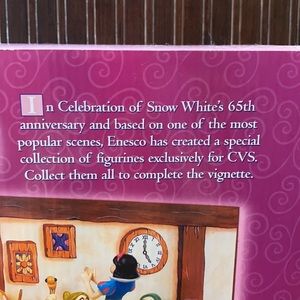 In Celebration of Snow White's 65th
anniversary and based on one of the most
popular scenes, Enesco has created a special
collection of figurines exclusively for CVS.
Collect them all to complete the vignette.